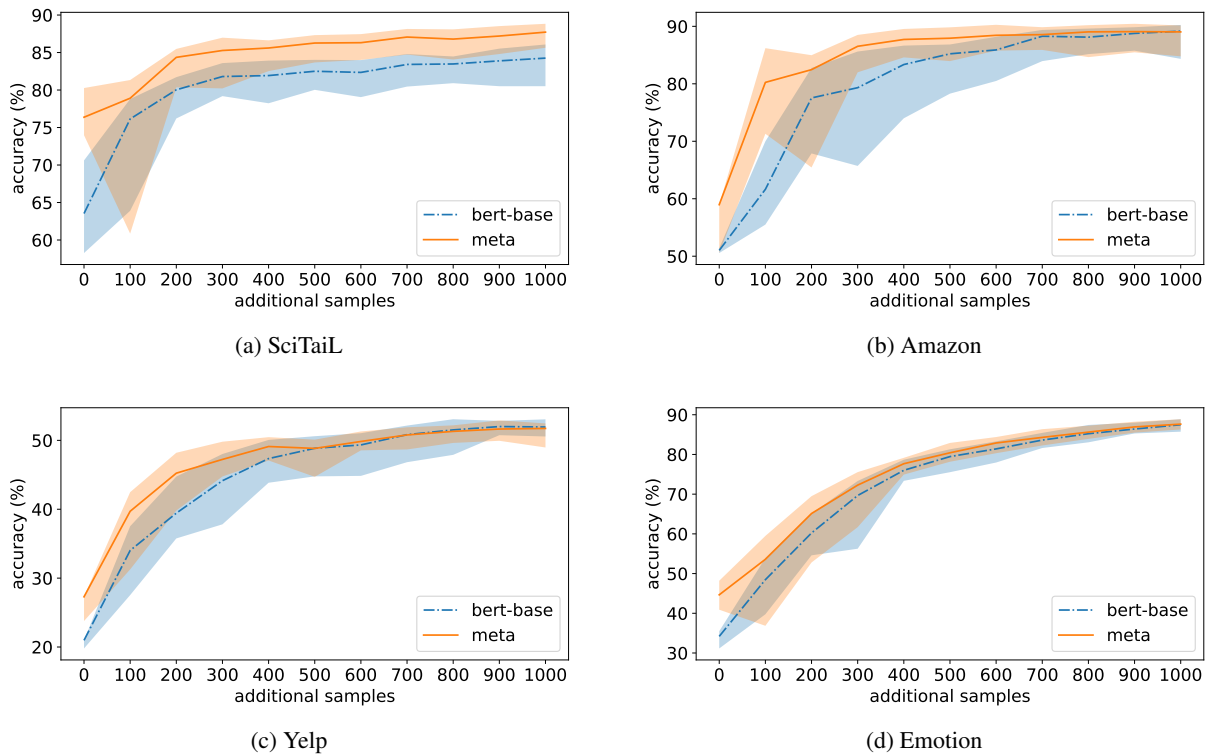 90
85
80
75
70
65
60
accuracy (%)
bert-base
meta
0 100 200 300 400 500 600 700 800 900 1000
additional samples
(a) SciTaiL
90
80
70
60
50
accuracy (%)
bert-base
meta
0 100 200 300 400 500 600 700 800 900 1000
additional samples
(b) Amazon
50
40
30
20
accuracy (%)
bert-base
meta
0 100 200 300 400 500 600 700 800 900 1000
additional samples
(c) Yelp
90
80
70
60
50
40
30
accuracy (%)
bert-base
meta
0 100 200 300 400 500 600 700 800 900 1000
additional samples
(d) Emotion